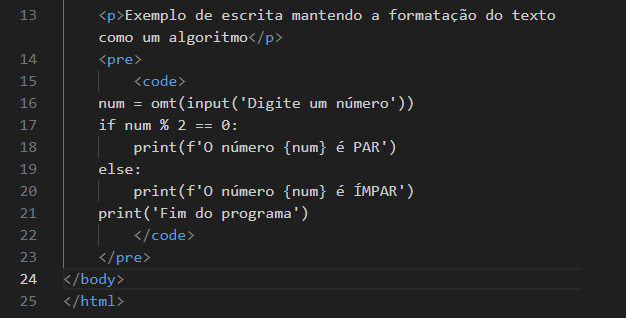 13 <p>Exemplo de escrita mantendo a formatação do texto
como um algoritmo</p>
14 <pre>
15 <code>
16 num = omt(input('Digite um número'))
17 if num % 2 == 0:
18 print(f'O número {num} é PAR')
19 else:
20 print(f'O número {num} é ÍMPAR')
21 print('Fim do programa')
22 </code>
23 </pre>
24 </body>
25 </html>